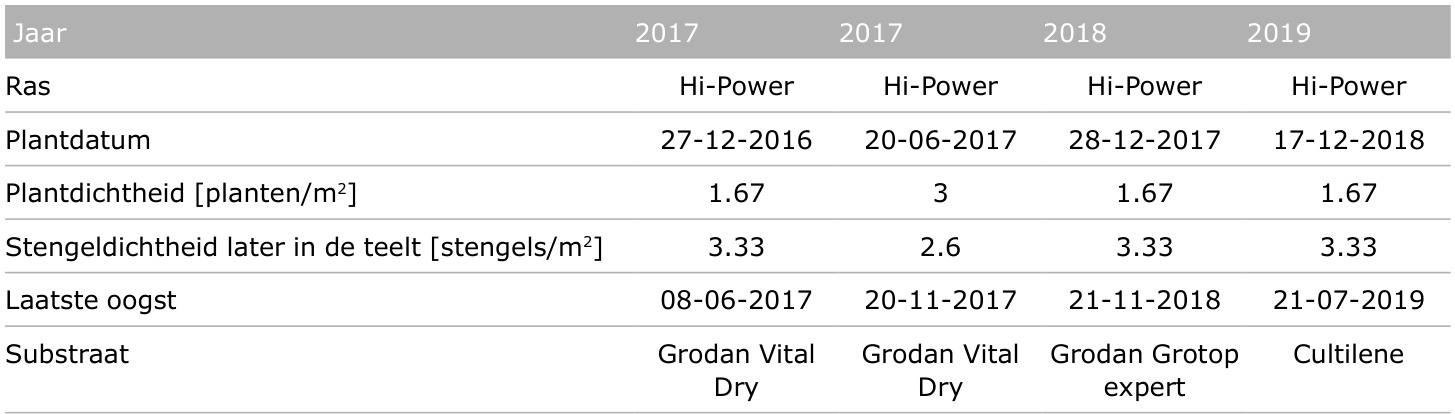 Jaar 2017 2017 2018 2019
Ras Hi-Power Hi-Power Hi-Power Hi-Power
Plantdatum 27-12-2016 20-06-2017 28-12-2017 17-12-2018
Plantdichtheid [planten/m²] 1.67 3 1.67 1.67
Stengeldichtheid later in de teelt [stengels/m²] 3.33 2.6 3.33 3.33
Laatste oogst 08-06-2017 20-11-2017 21-11-2018 21-07-2019
Substraat Grodan Vital Grodan Vital Grodan Grotop Cultilene
Dry Dry expert